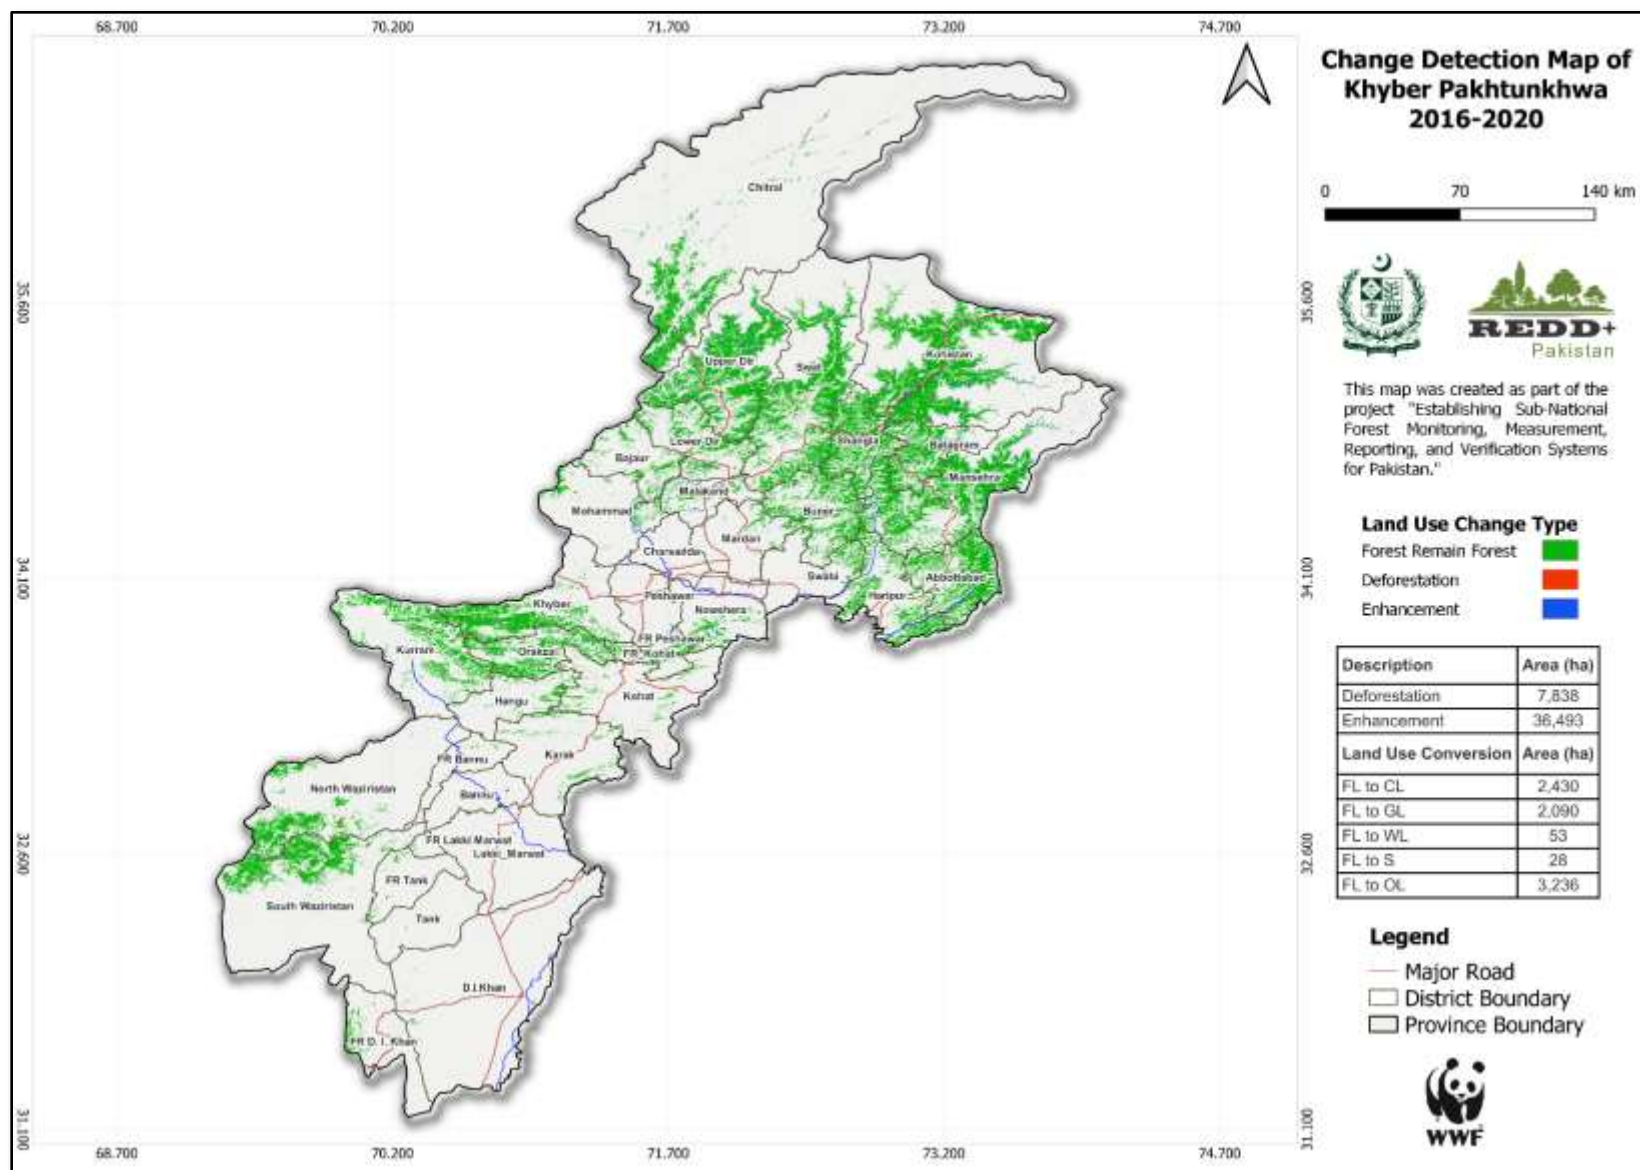 68.700 70.200 71.700 73.200 74.700
Change Detection Map of
Khyber Pakhtunkhwa
2016-2020
0 70 140 km
REDD+
Pakistan
This map was created as part of the
project "Establishing Sub-National
Forest Monitoring, Measurement,
Reporting, and Verification Systems
for Pakistan."
Land Use Change Type
Forest Remain Forest
Deforestation
Enhancement
Description Area (ha)
Deforestation 7,838
Enhancement 36,493
Land Use Conversion Area (ha)
FL to CL 2,430
FL to GL 2,090
FL to WL 53
FL to S 28
FL to OL 3,236
Legend
Major Road
District Boundary
Province Boundary
WWF
Chitral
35.600 35.600
Upper Dir
Swat
Kohistan
Lower Dir
Shangla
Batagram
Bajaur
Mansehra
Malakand
Mohammad
Buner
Mardan
Charsadda
34.100 34.100
Swabi
Abbottabad
Haripur
Peshawar
Nowshera
Khyber
FR Peshawar
Kurram
Orakzai
FR Kohat
Hangu
Kohat
Karak
FR Bannu
North Waziristan
Bannu
FR Lakki Marwat
Lakki_Marwat
32.600 32.600
FR Tank
South Waziristan
Tank
D.I.Khan
FR D. I. Khan
31.100 31.100
68.700 70.200 71.700 73.200 74.700